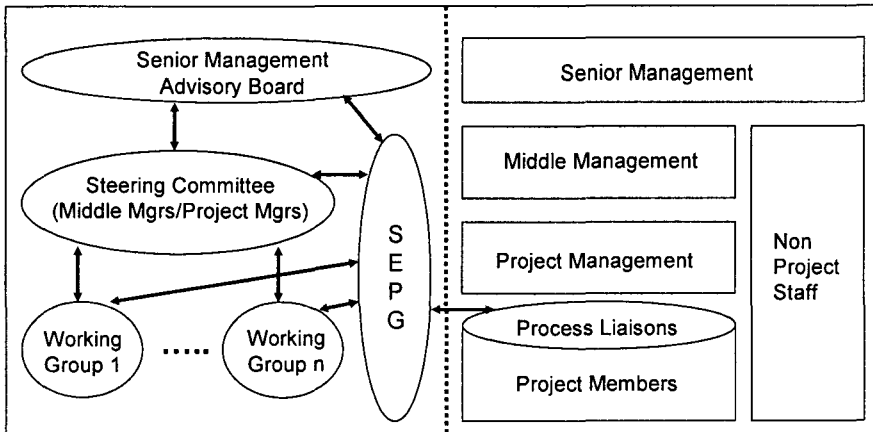 Senior Management
Advisory Board
Steering Committee
(Middle Mgrs/Project Mgrs)
Working
Group 1
.....
Working
Group n
S
E
P
G
Senior Management
Middle Management
Project Management
Process Liaisons
Project Members
Non
Project
Staff